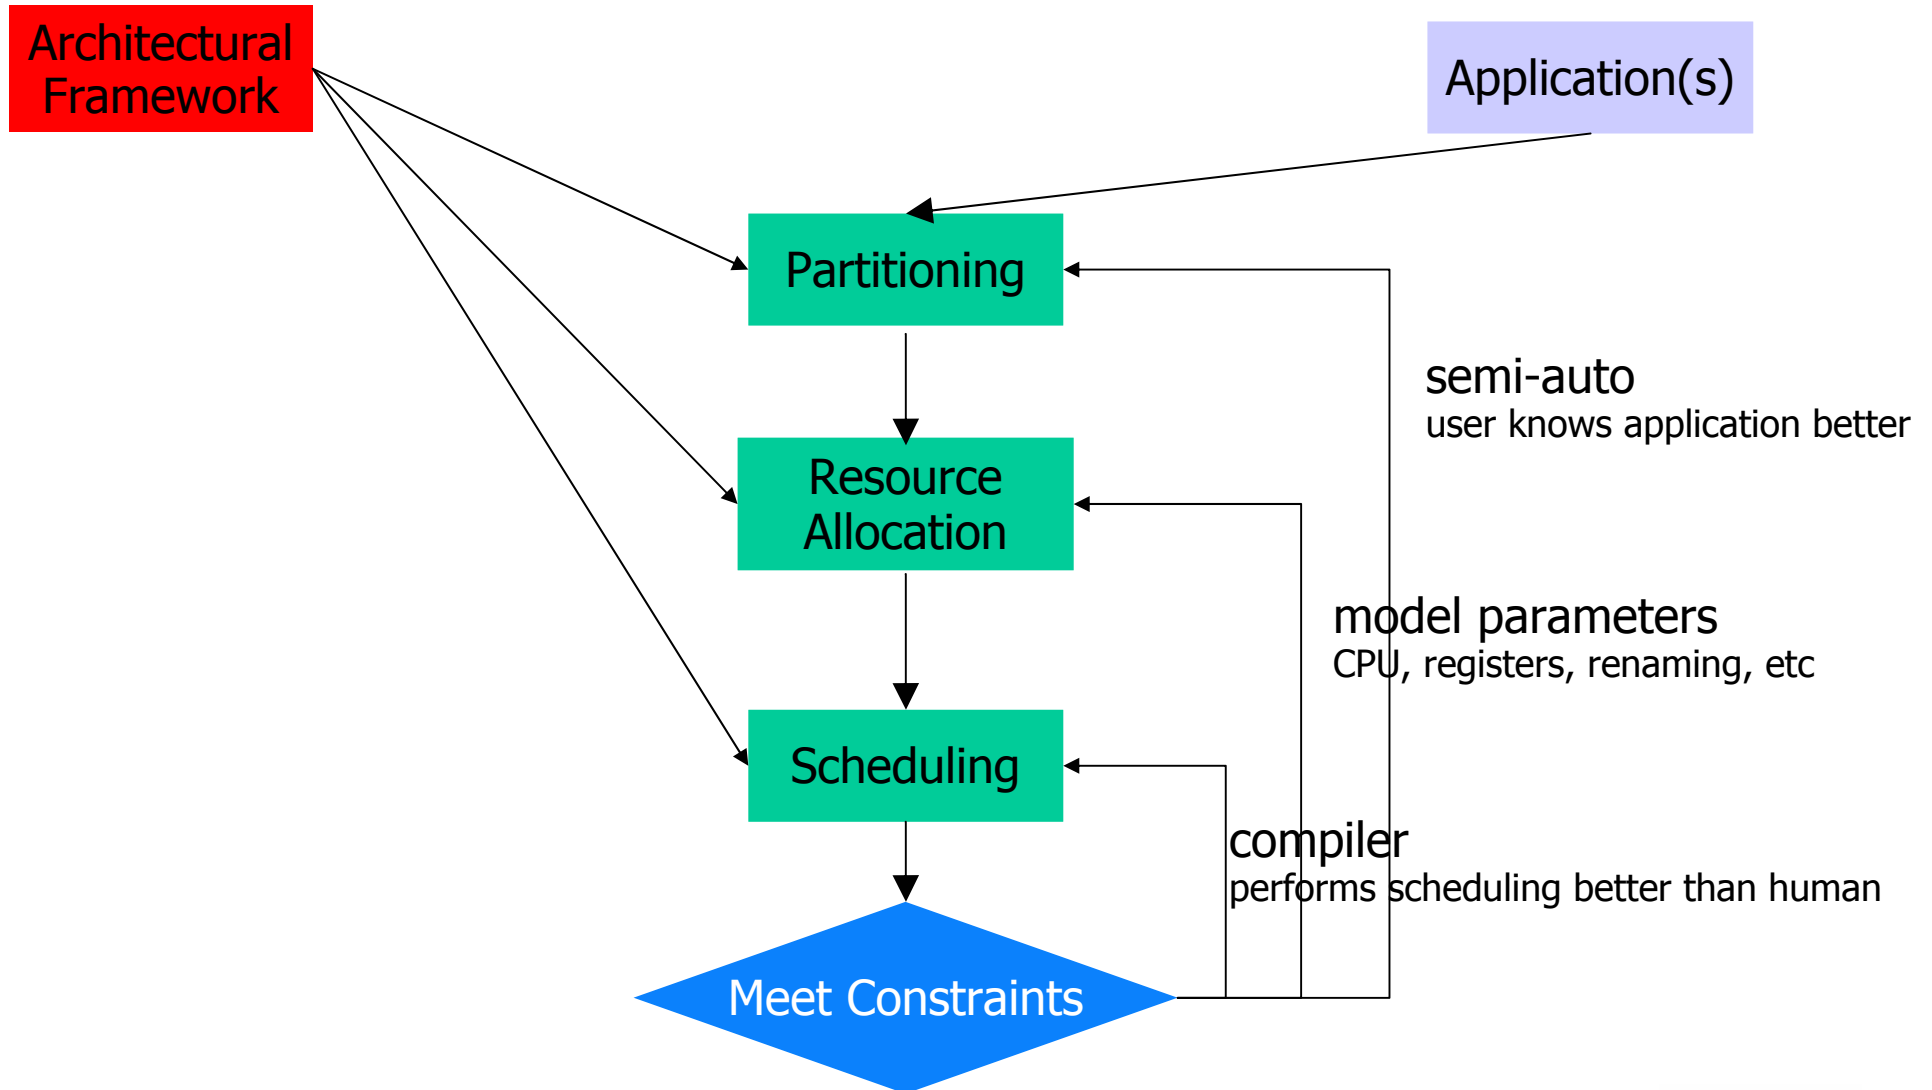 Architectural
Framework
Application(s)
Partitioning
semi-auto
user knows application better
Resource
Allocation
model parameters
CPU, registers, renaming, etc
Scheduling
compiler
performs scheduling better than human
Meet Constraints